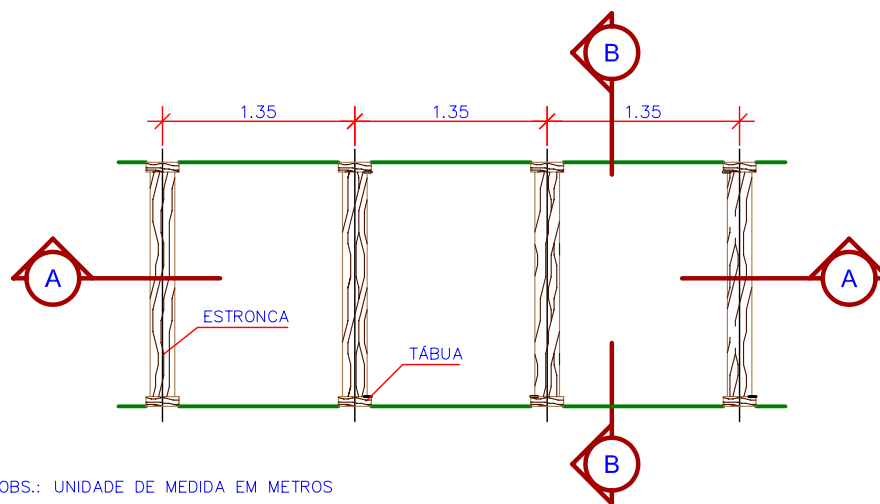 B
1.35 1.35 1.35
A A
ESTRONCA
TÁBUA
B
OBS.: UNIDADE DE MEDIDA EM METROS